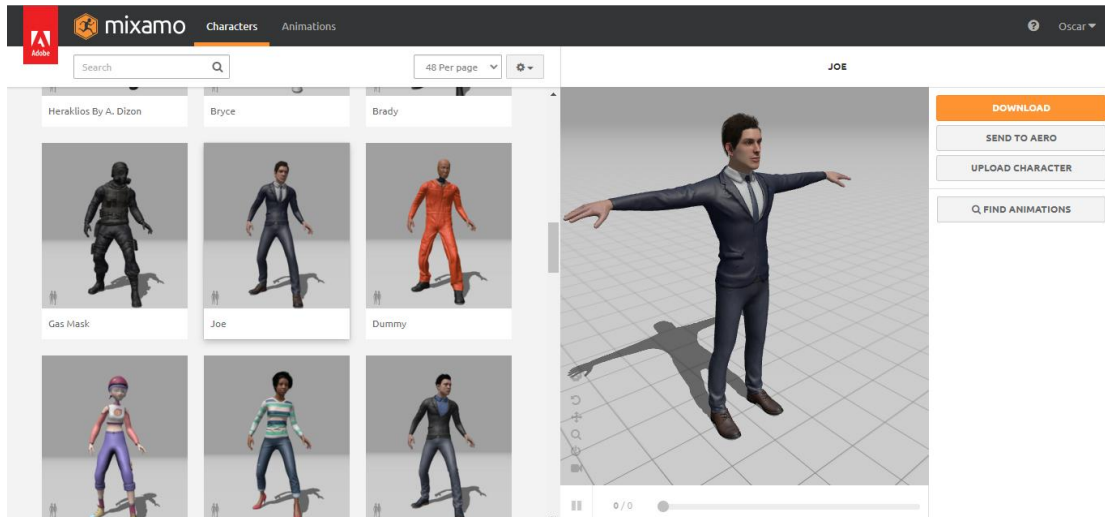 Adobe
mixamo
Characters
Animations
Oscar
Search
48 Per page
JOE
Heraklios By A. Dizon
Bryce
Brady
DOWNLOAD
SEND TO AERO
UPLOAD CHARACTER
FIND ANIMATIONS
Gas Mask
Joe
Dummy
0 / 0